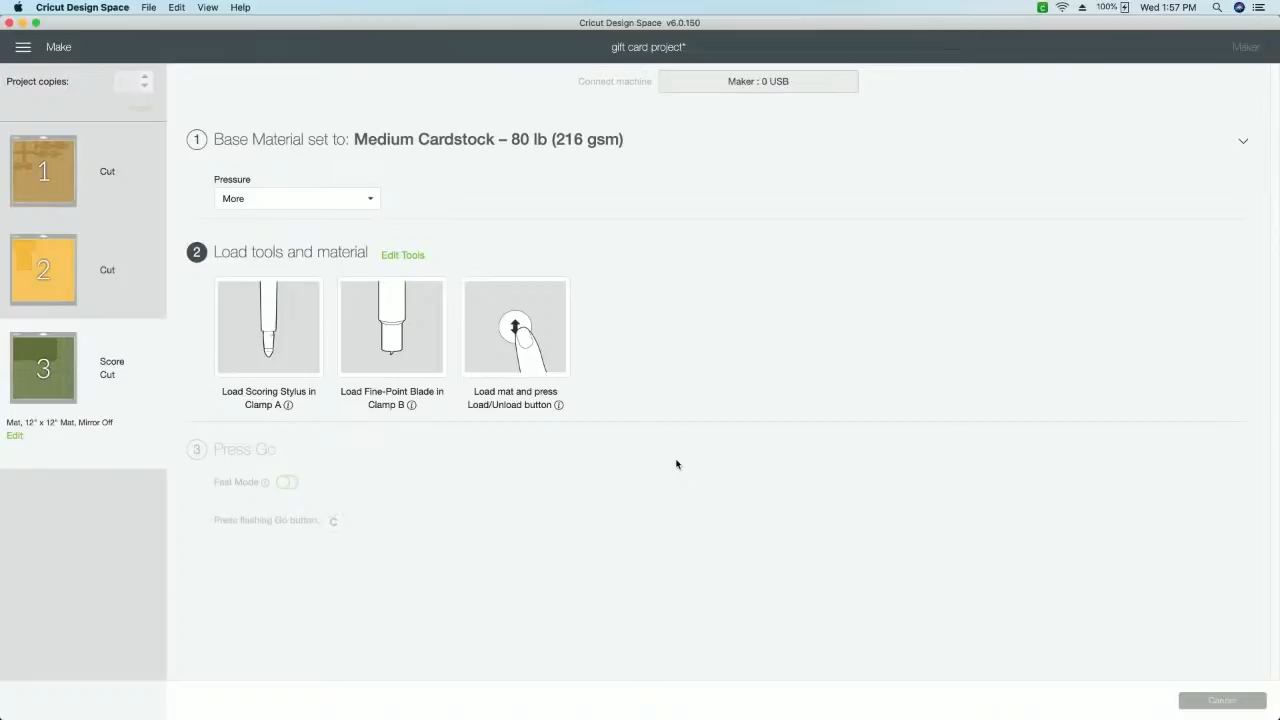 Cricut Design Space File Edit View Help 100% Wed 1:57 PM
Cricut Design Space v6.0.150
Make gift card project* Maker
Project copies:
Connect machine Maker : 0 USB
1 Base Material set to: Medium Cardstock – 80 lb (216 gsm)
1 Cut
Pressure
More
2 Load tools and material Edit Tools
2 Cut
3 Score
Cut
Load Scoring Stylus in
Clamp A
Load Fine-Point Blade in
Clamp B
Load mat and press
Load/Unload button
Mat, 12" x 12" Mat, Mirror Off
Edit
3 Press Go
Fast Mode
Press flashing Go button. C
Cancel